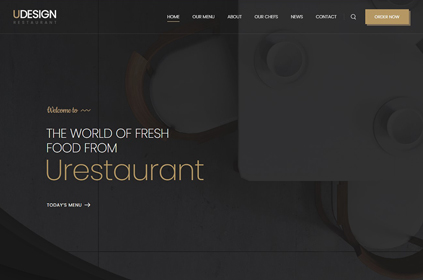 UDESIGN
RESTAURANT
HOME
OUR MENU
ABOUT
OUR CHEFS
NEWS
CONTACT
ORDER NOW
Welcome to
THE WORLD OF FRESH
FOOD FROM
Urestaurant
TODAY'S MENU